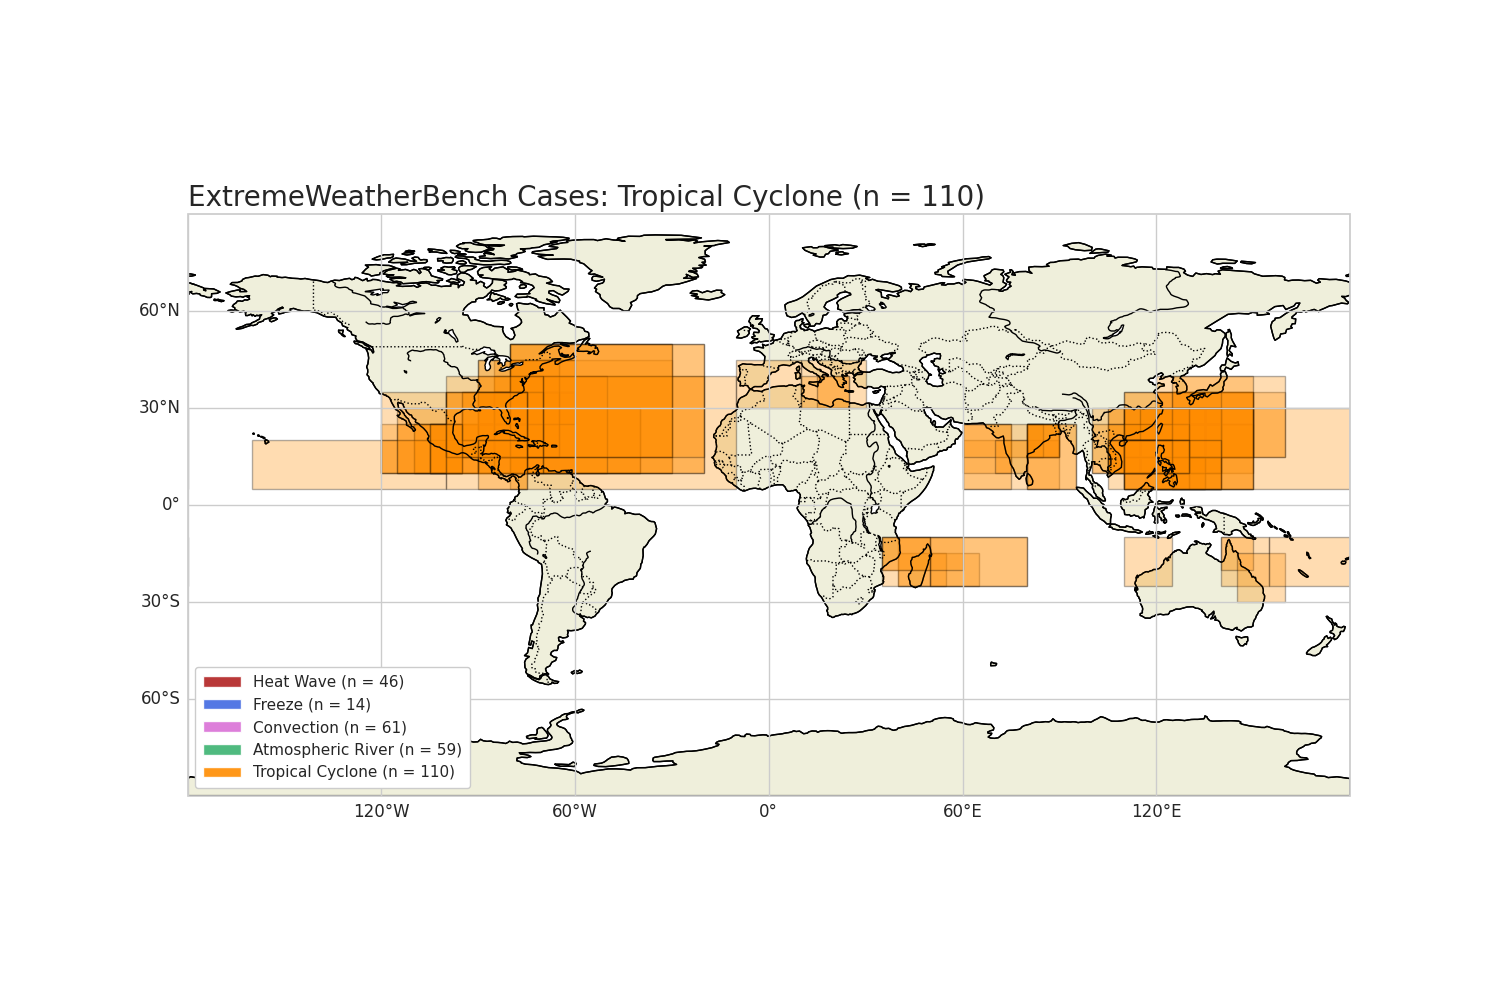 ExtremeWeatherBench Cases: Tropical Cyclone (n = 110)
60°N
30°N
0°
30°S
60°S
Heat Wave (n = 46)
Freeze (n = 14)
Convection (n = 61)
Atmospheric River (n = 59)
Tropical Cyclone (n = 110)
120°W 60°W 0° 60°E 120°E